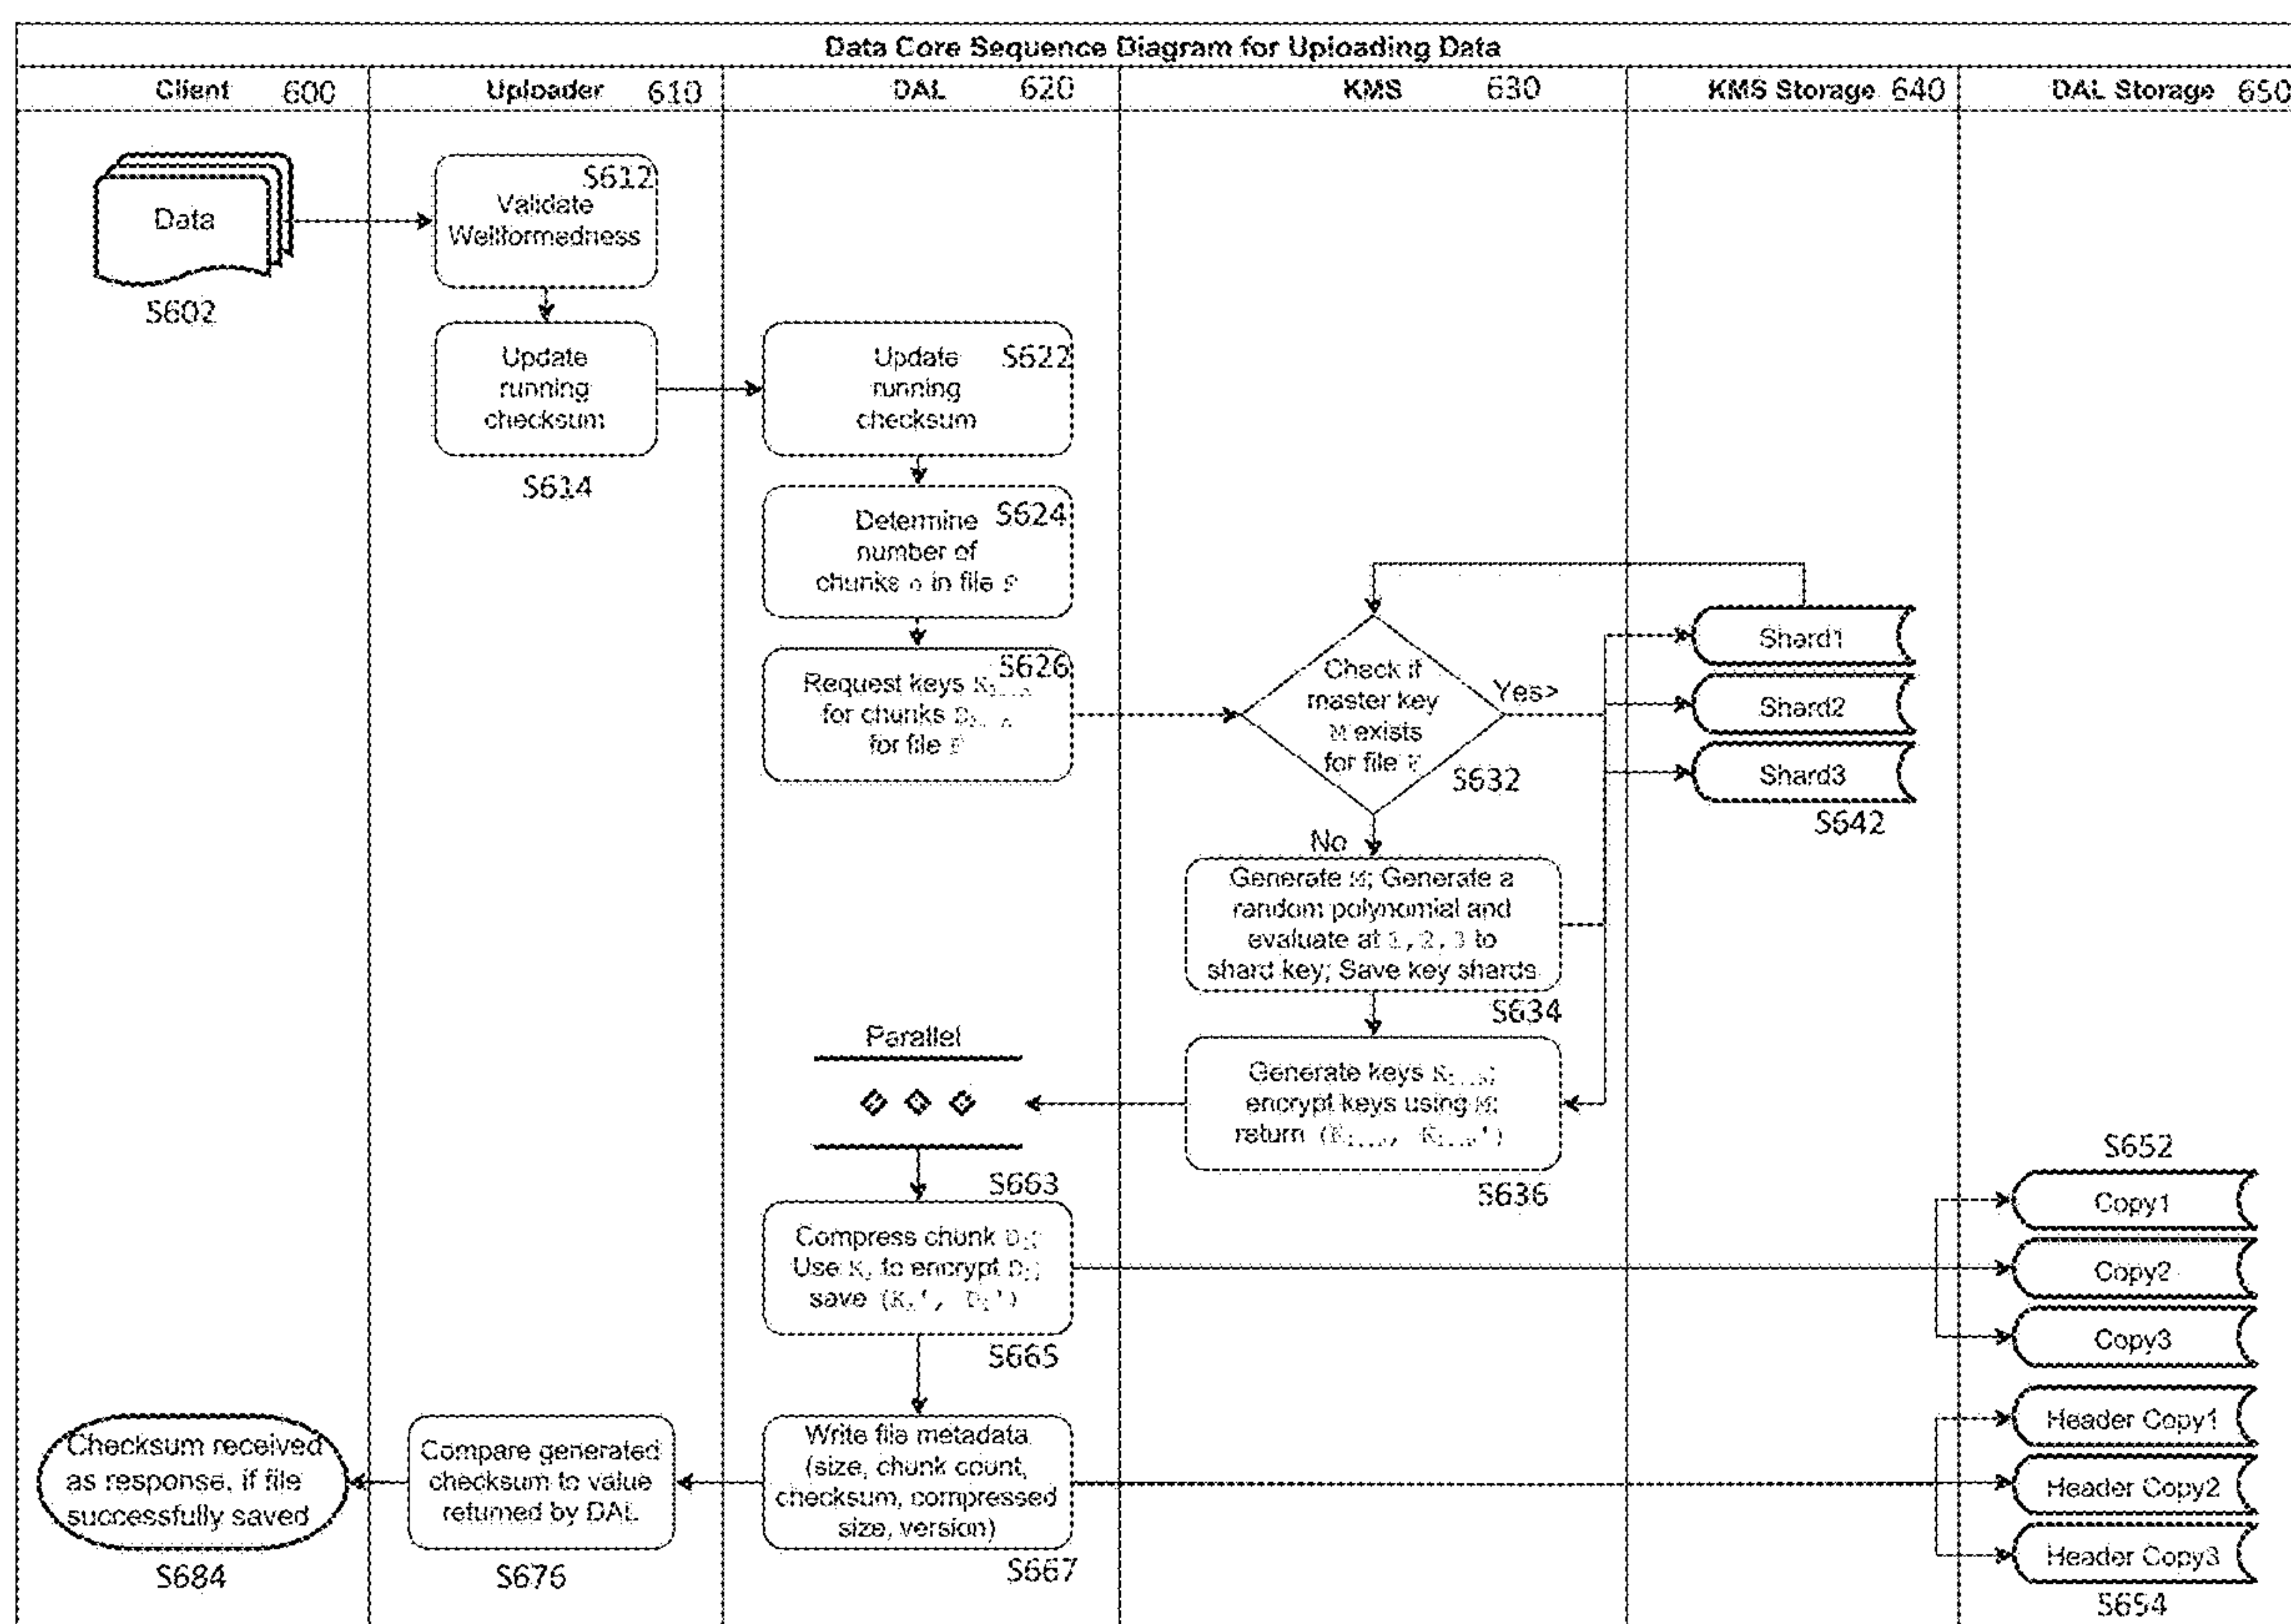 Data Core Sequence Diagram for Uploading Data
Client 600
Uploader 610
DAL 620
KMS 630
KMS Storage 640
DAL Storage 650
Data
S602
S612
Validate
Wellformedness
Update
running
checksum
S614
Update S622
running
checksum
Determine S624
number of
chunks in file
S626
Request keys
for chunks
for file
Check if
master key
M exists
for file
S632
Yes>
No
Shard1
Shard2
Shard3
S642
Generate M; Generate a
random polynomial and
evaluate at 1, 2, 3 to
shard key; Save key shards
S634
Generate keys
encrypt keys using M;
return
S636
Parallel
S663
Compress chunk
Use to encrypt
save
S665
S652
Copy1
Copy2
Copy3
Write file metadata
(size, chunk count,
checksum, compressed
size, version)
S667
Header Copy1
Header Copy2
Header Copy3
S654
Compare generated
checksum to value
returned by DAL
S676
Checksum received
as response, if file
successfully saved
S684